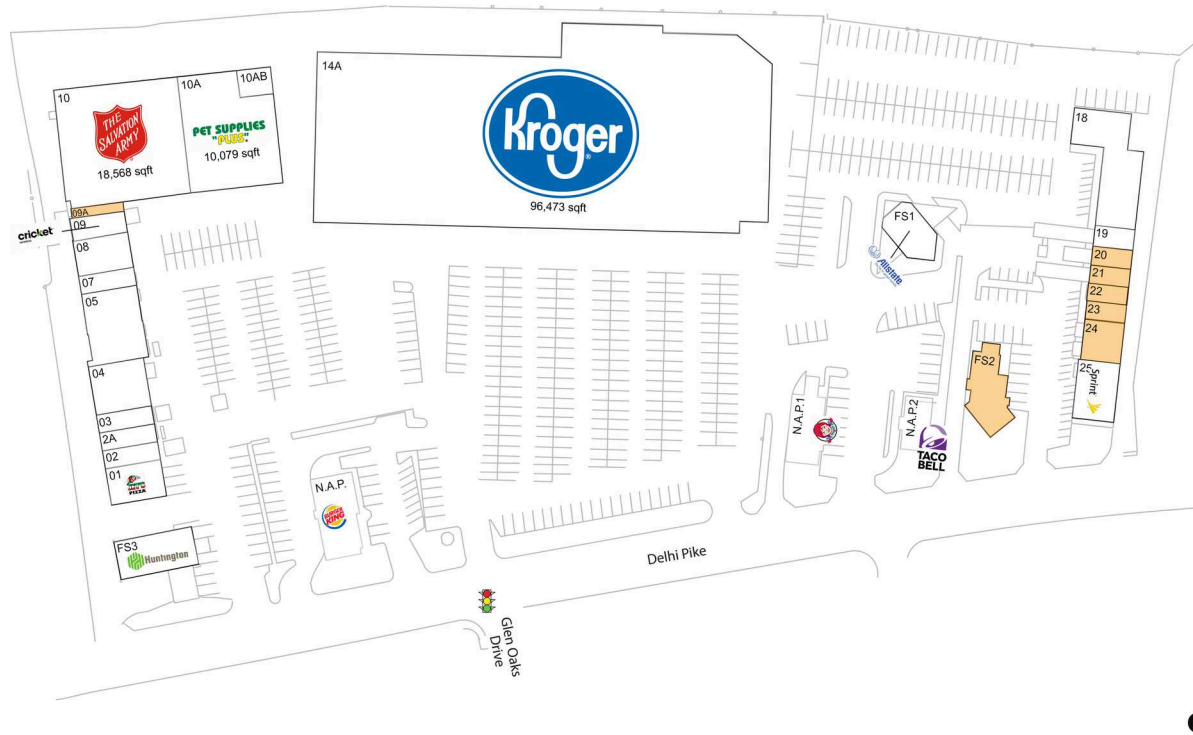 10
THE
SALVATION
ARMY
18,568 sqft
10A
10AB
PET SUPPLIES
"PLUS"
10,079 sqft
14A
Kroger
96,473 sqft
09A
09
cricket
08
07
05
04
03
2A
02
01
PIZZA
FS3
Huntington
N.A.P.
BURGER
KING
FS1
Allstate
18
19
20
21
22
23
24
25
Sprint
FS2
N.A.P.1
N.A.P.2
TACO
BELL
Delhi Pike
Glen Oaks
Drive